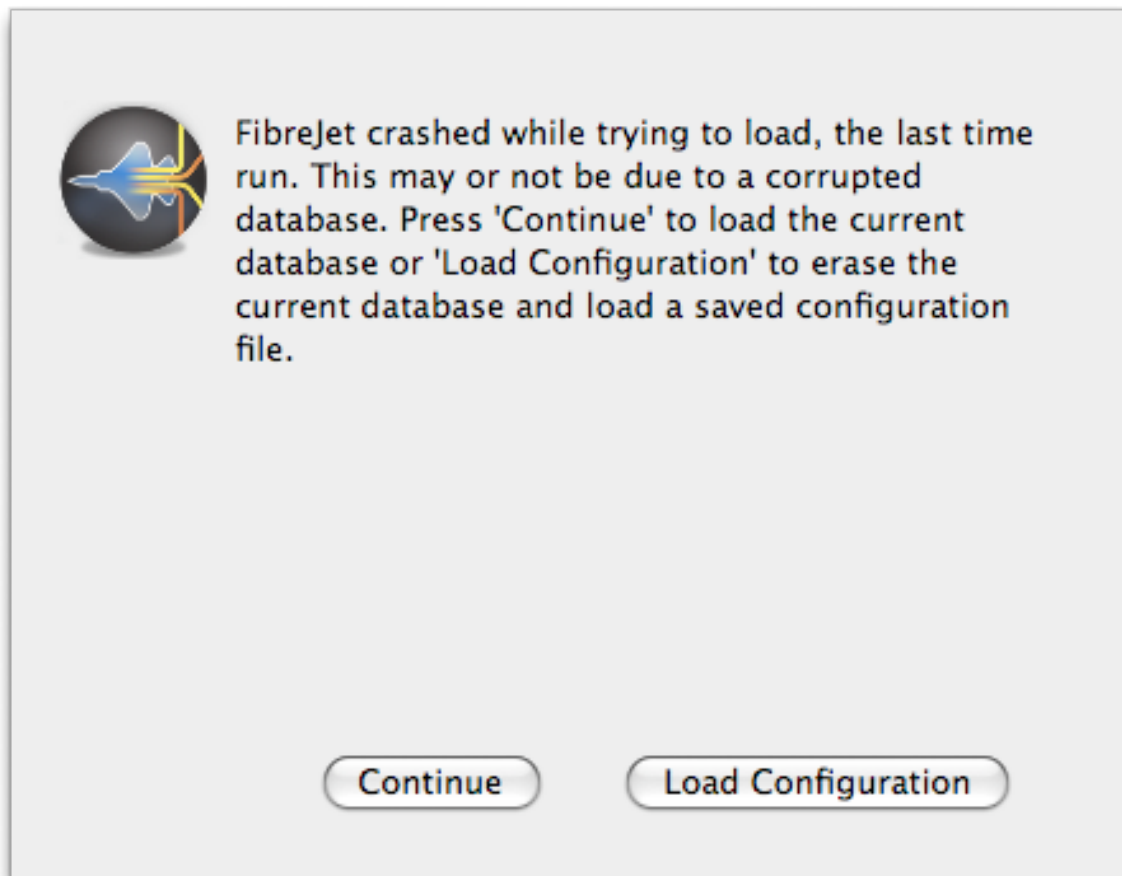 FibreJet crashed while trying to load, the last time
run. This may or not be due to a corrupted
database. Press 'Continue' to load the current
database or 'Load Configuration' to erase the
current database and load a saved configuration
file.
Continue
Load Configuration